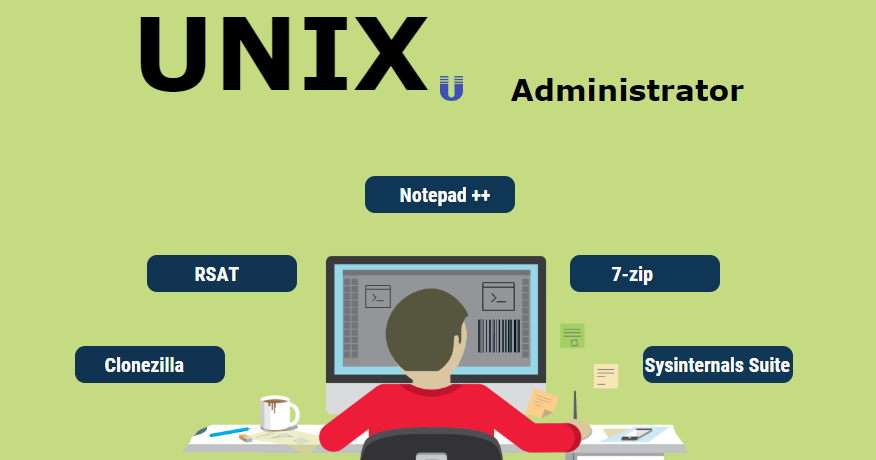 UNIX
Administrator
Notepad ++
RSAT
7-zip
Clonezilla
Sysinternals Suite